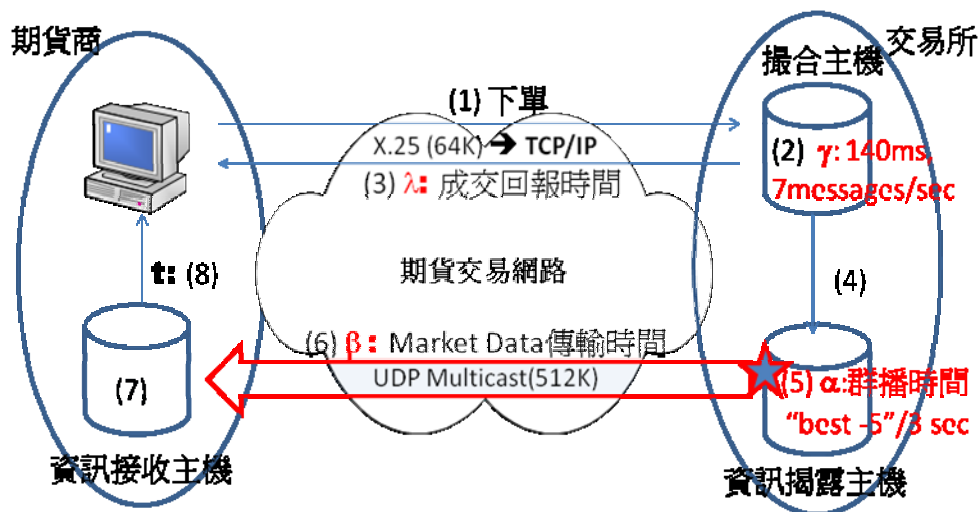 期貨商
交易所
撮合主機
(1) 下單
X.25 (64K) ➔ TCP/IP
(2) γ: 140ms,
7messages/sec
(3) λ: 成交回報時間
期貨交易網路
t: (8)
(4)
(6) β: Market Data傳輸時間
UDP Multicast(512K)
(7)
(5) α:群播時間
“best -5”/3 sec
資訊接收主機
資訊揭露主機